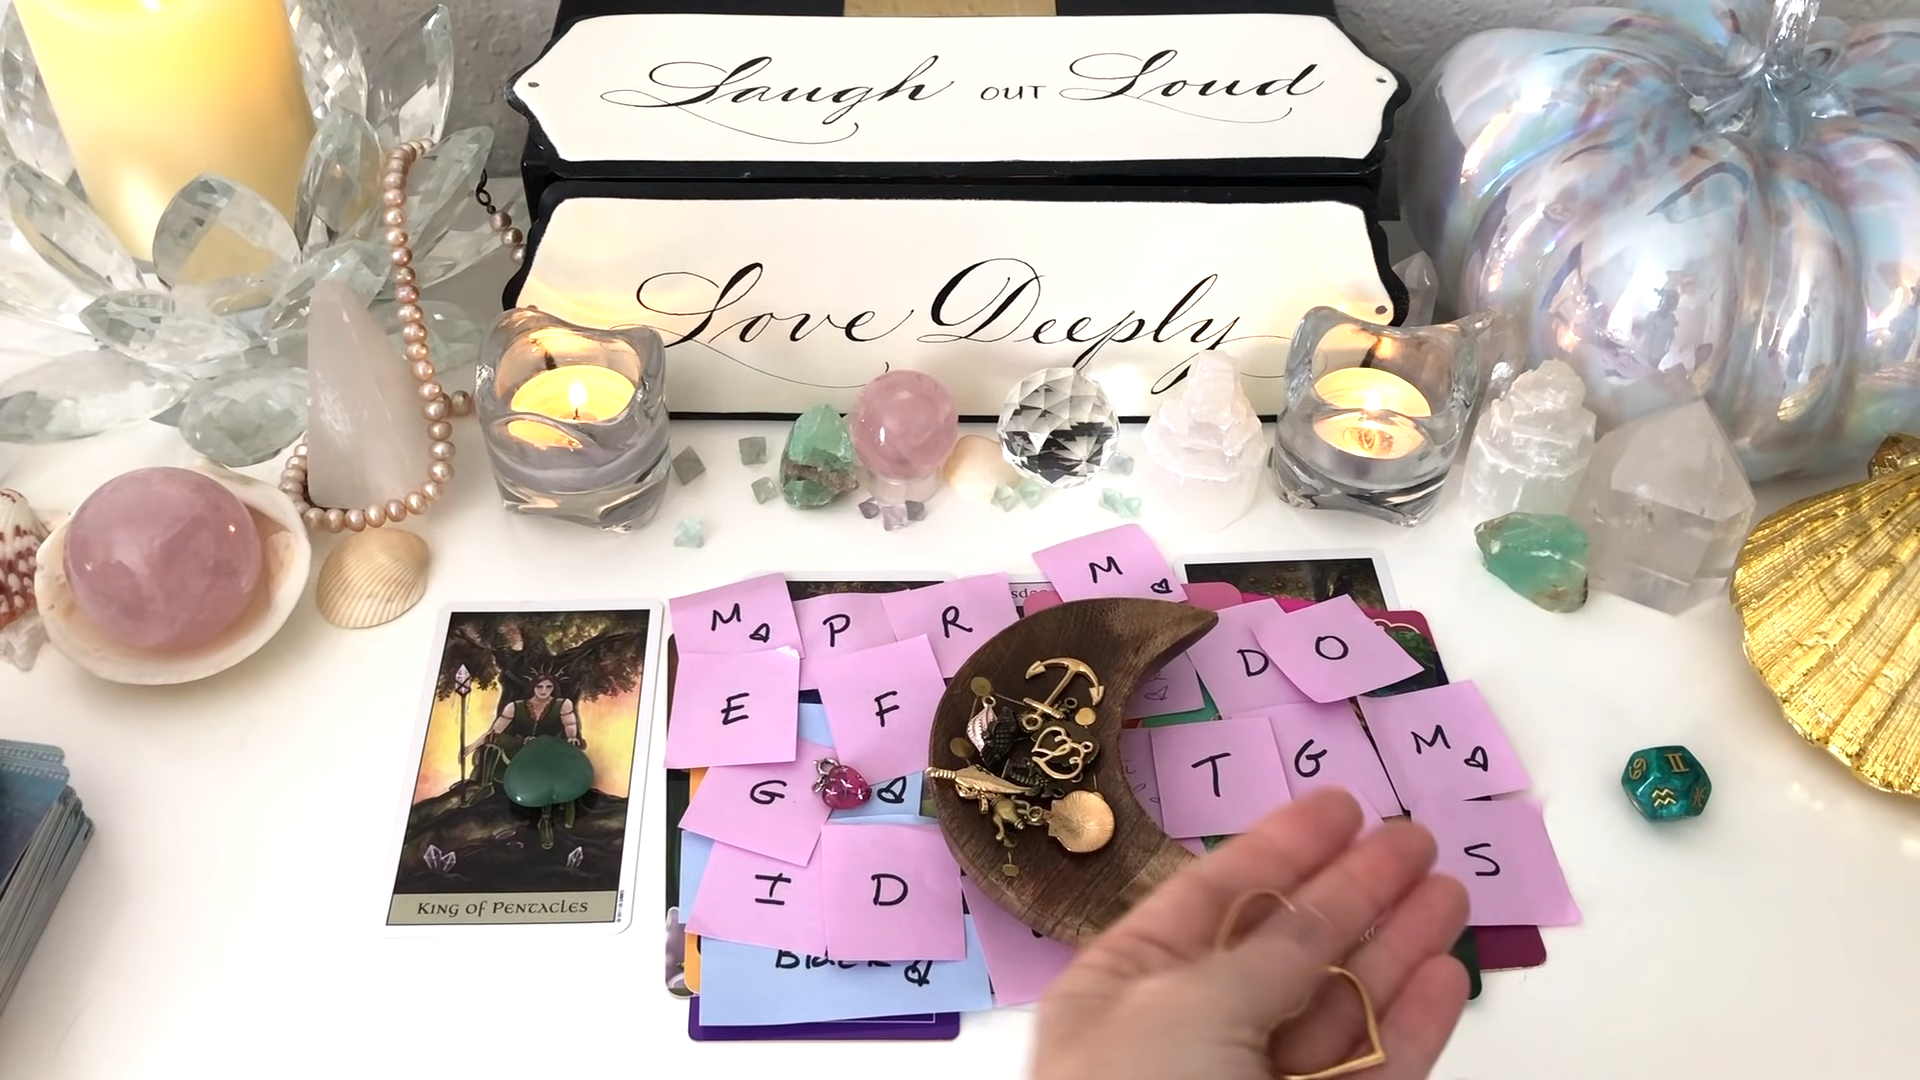 Laugh OUT Loud
Love Deeply
M
M P R
D O
E F
T G M
G
S
I D
KING OF PENTACLES